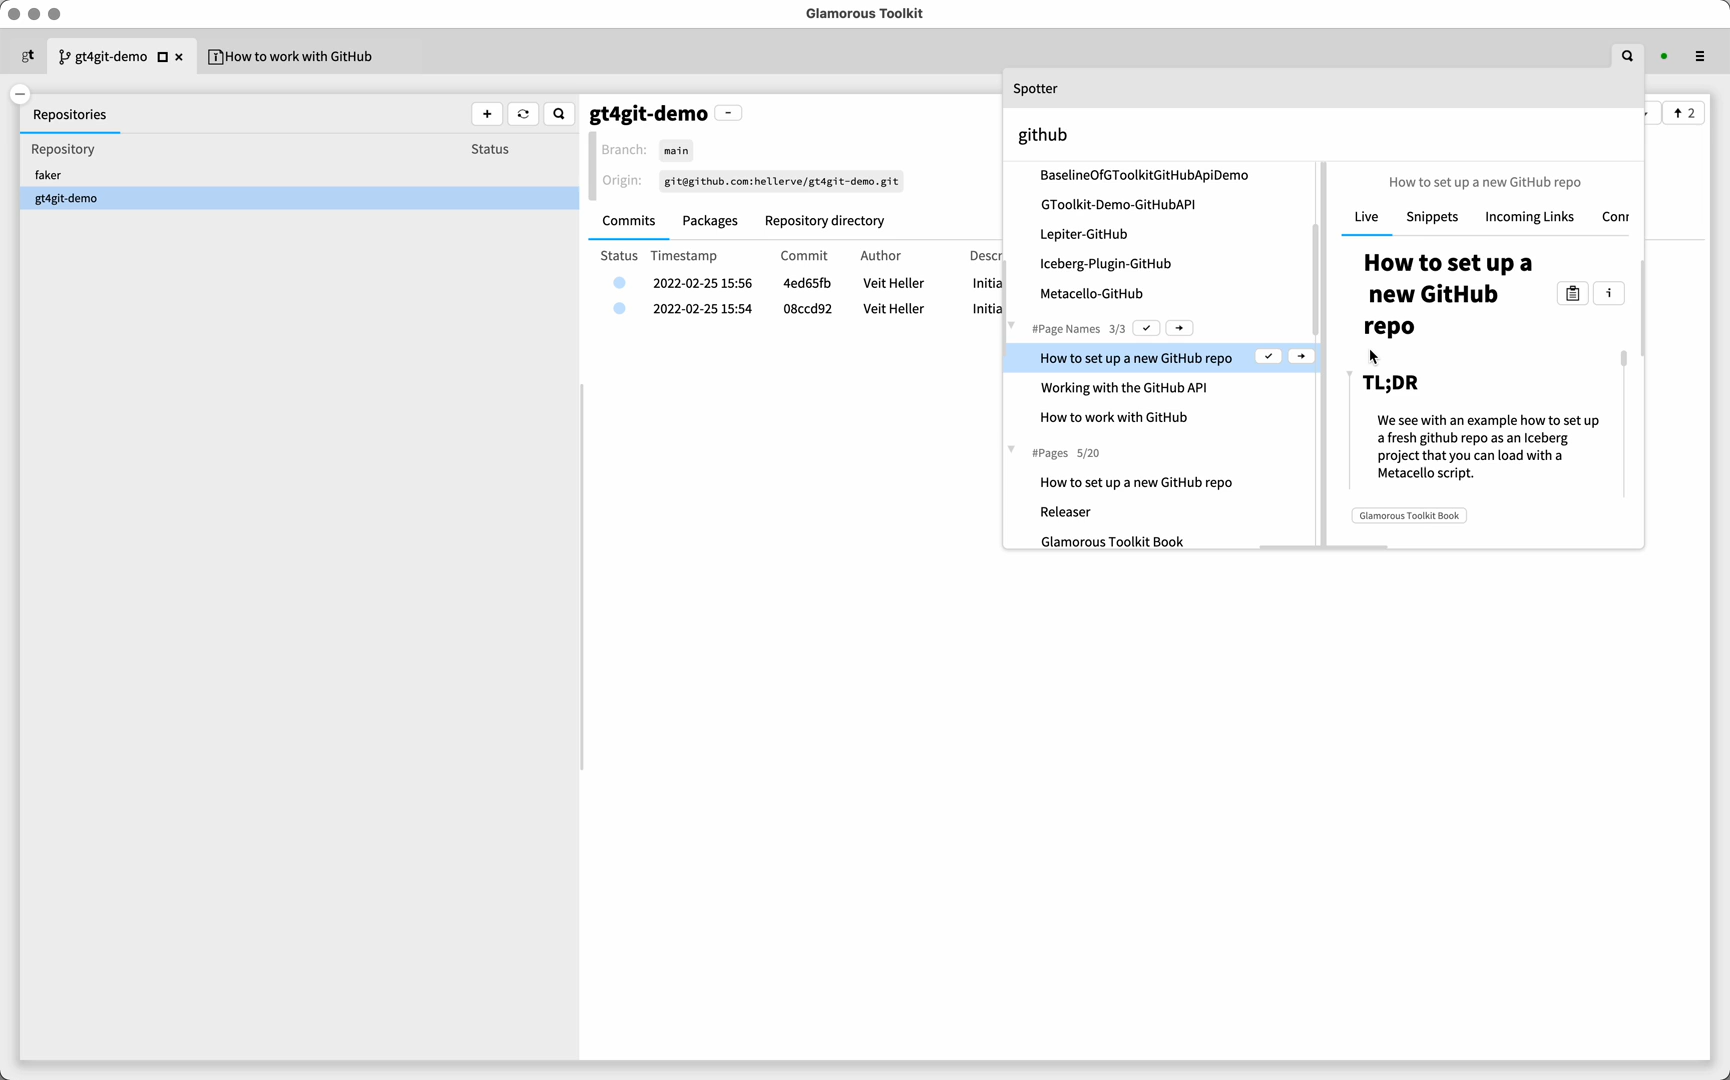 Glamorous Toolkit
gt
gt4git-demo
How to work with GitHub
Repositories
Repository Status
faker
gt4git-demo
gt4git-demo
Branch: main
Origin: git@github.com:hellerve/gt4git-demo.git
Commits Packages Repository directory
Status Timestamp Commit Author Descr
2022-02-25 15:56 4ed65fb Veit Heller Initia
2022-02-25 15:54 08ccd92 Veit Heller Initia
2
Spotter
github
BaselineOfGToolkitGitHubApiDemo
GToolkit-Demo-GitHubAPI
Lepiter-GitHub
Iceberg-Plugin-GitHub
Metacello-GitHub
#Page Names 3/3
How to set up a new GitHub repo
Working with the GitHub API
How to work with GitHub
#Pages 5/20
How to set up a new GitHub repo
Releaser
Glamorous Toolkit Book
How to set up a new GitHub repo
Live Snippets Incoming Links Conn
How to set up a
new GitHub
repo
i
TL;DR
We see with an example how to set up
a fresh github repo as an Iceberg
project that you can load with a
Metacello script.
Glamorous Toolkit Book